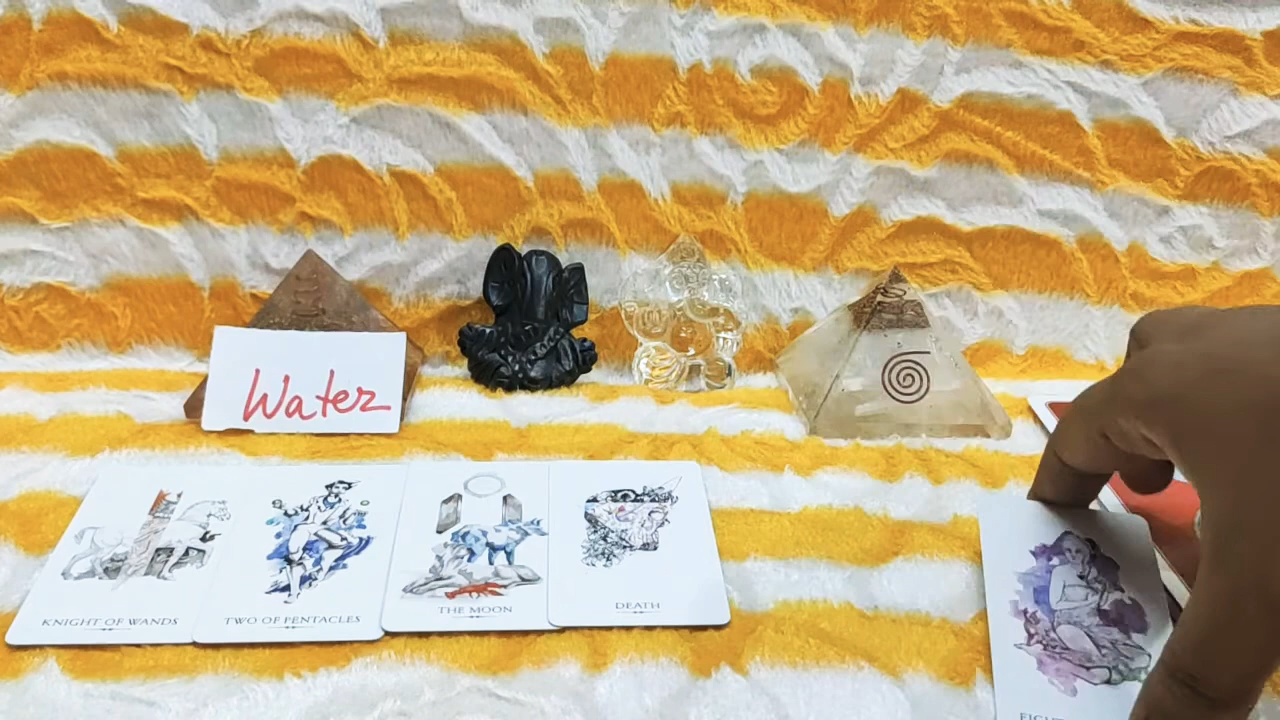 Water
KNIGHT OF WANDS
TWO OF PENTACLES
THE MOON
DEATH